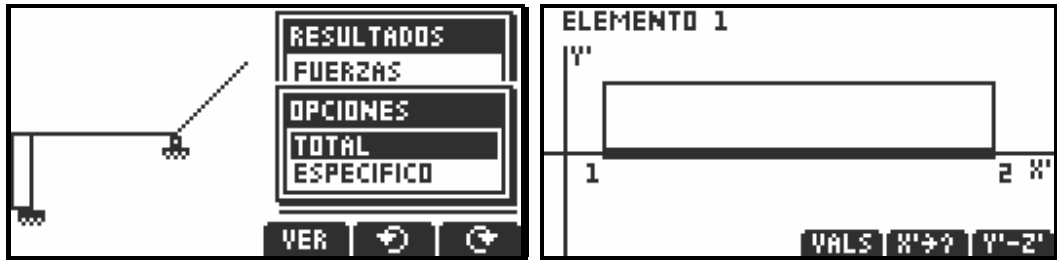 RESULTADOS
FUERZAS
OPCIONES
TOTAL
ESPECIFICO
VER
ELEMENTO 1
Y'
1
2 X'
VALS X'→? Y'-Z'